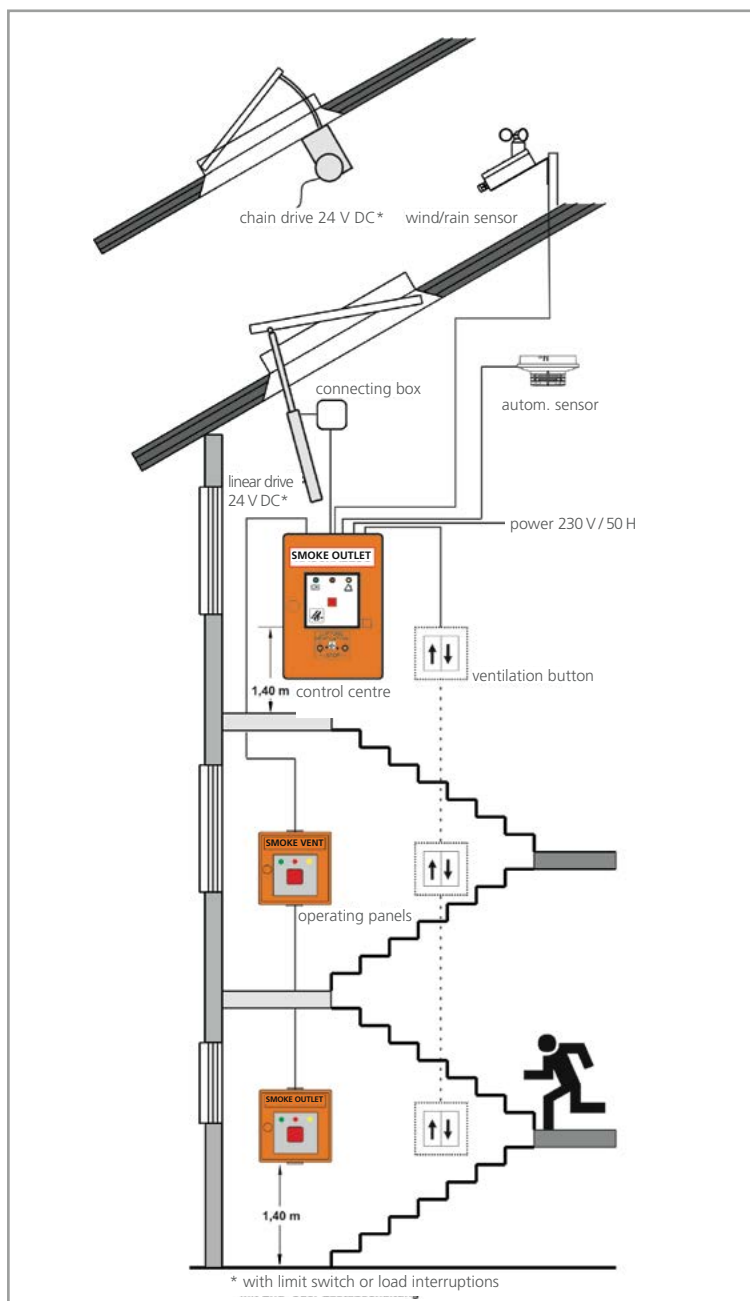 chain drive 24 V DC*
wind/rain sensor
connecting box
autom. sensor
linear drive
24 V DC*
power 230 V / 50 H
SMOKE OUTLET
OK
STOP
1,40 m
control centre
ventilation button
SMOKE VENT
operating panels
SMOKE OUTLET
1,40 m
* with limit switch or load interruptions